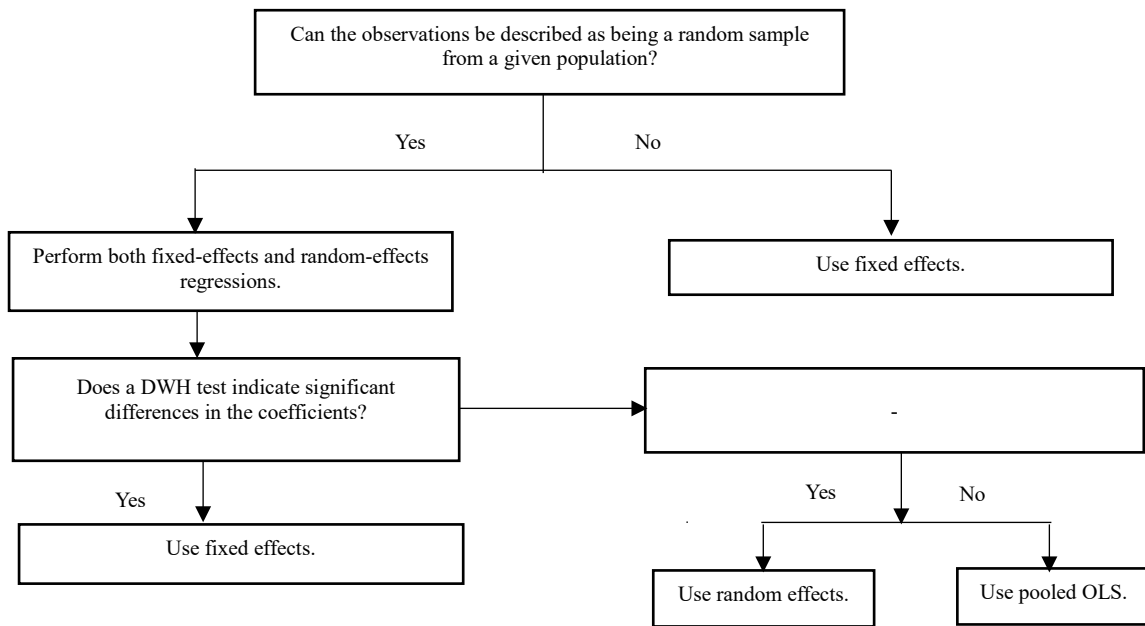 Can the observations be described as being a random sample
from a given population?
Yes
No
Perform both fixed-effects and random-effects
regressions.
Use fixed effects.
Does a DWH test indicate significant
differences in the coefficients?
-
Yes
Yes
No
Use fixed effects.
Use random effects.
Use pooled OLS.